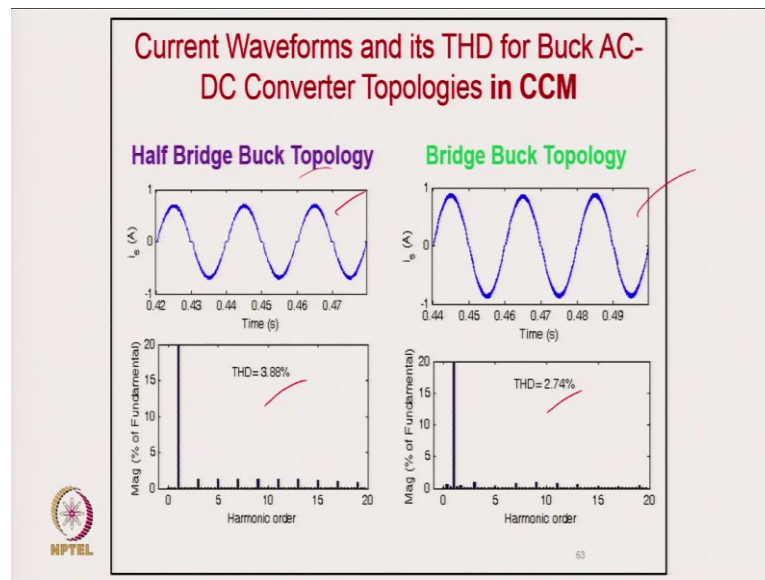 Current Waveforms and its THD for Buck AC-
DC Converter Topologies in CCM
Half Bridge Buck Topology
1
0
-1
i_s (A)
0.42 0.43 0.44 0.45 0.46 0.47
Time (s)
Bridge Buck Topology
1
0
-1
i_s (A)
0.44 0.45 0.46 0.47 0.48 0.49
Time (s)
Mag (% of Fundamental)
20
15
10
5
0
THD= 3.88%
0 5 10 15 20
Harmonic order
Mag (% of Fundamental)
20
15
10
5
0
THD=2.74%
0 5 10 15 20
Harmonic order
NPTEL
63